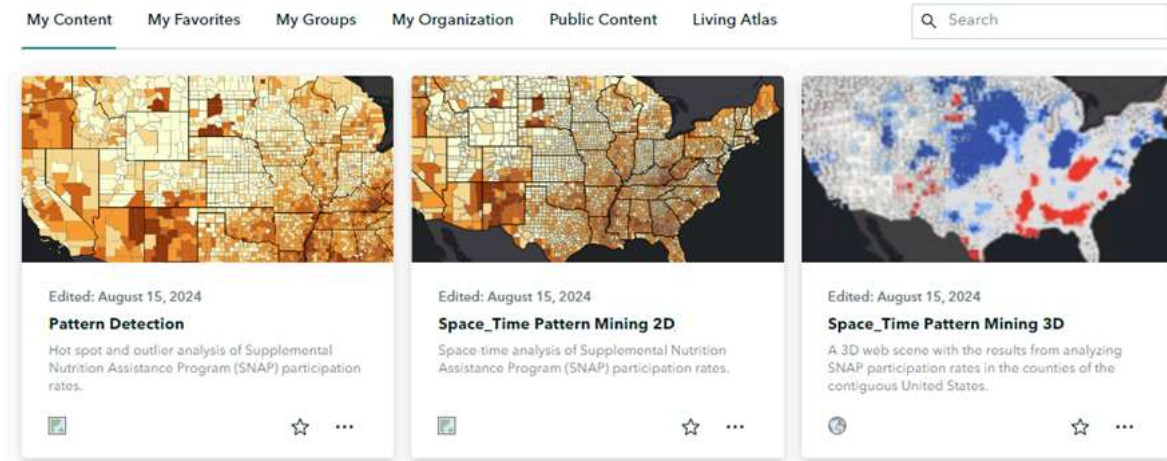 My Content My Favorites My Groups My Organization Public Content Living Atlas Search
Edited: August 15, 2024
Pattern Detection
Hot spot and outlier analysis of Supplemental
Nutrition Assistance Program (SNAP) participation
rates.
Edited: August 15, 2024
Space_Time Pattern Mining 2D
Space-time analysis of Supplemental Nutrition
Assistance Program (SNAP) participation rates.
Edited: August 15, 2024
Space_Time Pattern Mining 3D
A 3D web scene with the results from analyzing
SNAP participation rates in the counties of the
contiguous United States.